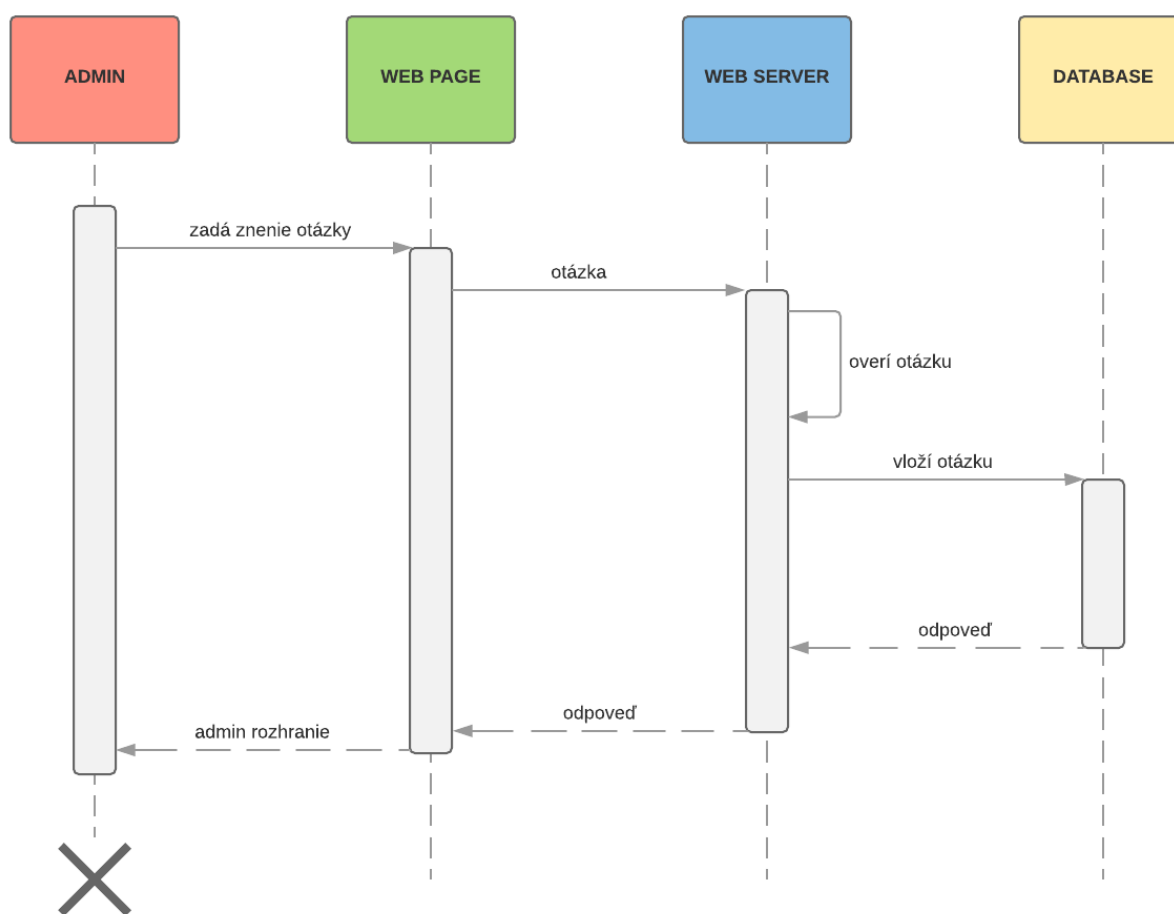 ADMIN
WEB PAGE
WEB SERVER
DATABASE
zadá znenie otázky
otázka
overí otázku
vloží otázku
odpoveď
odpoveď
admin rozhranie